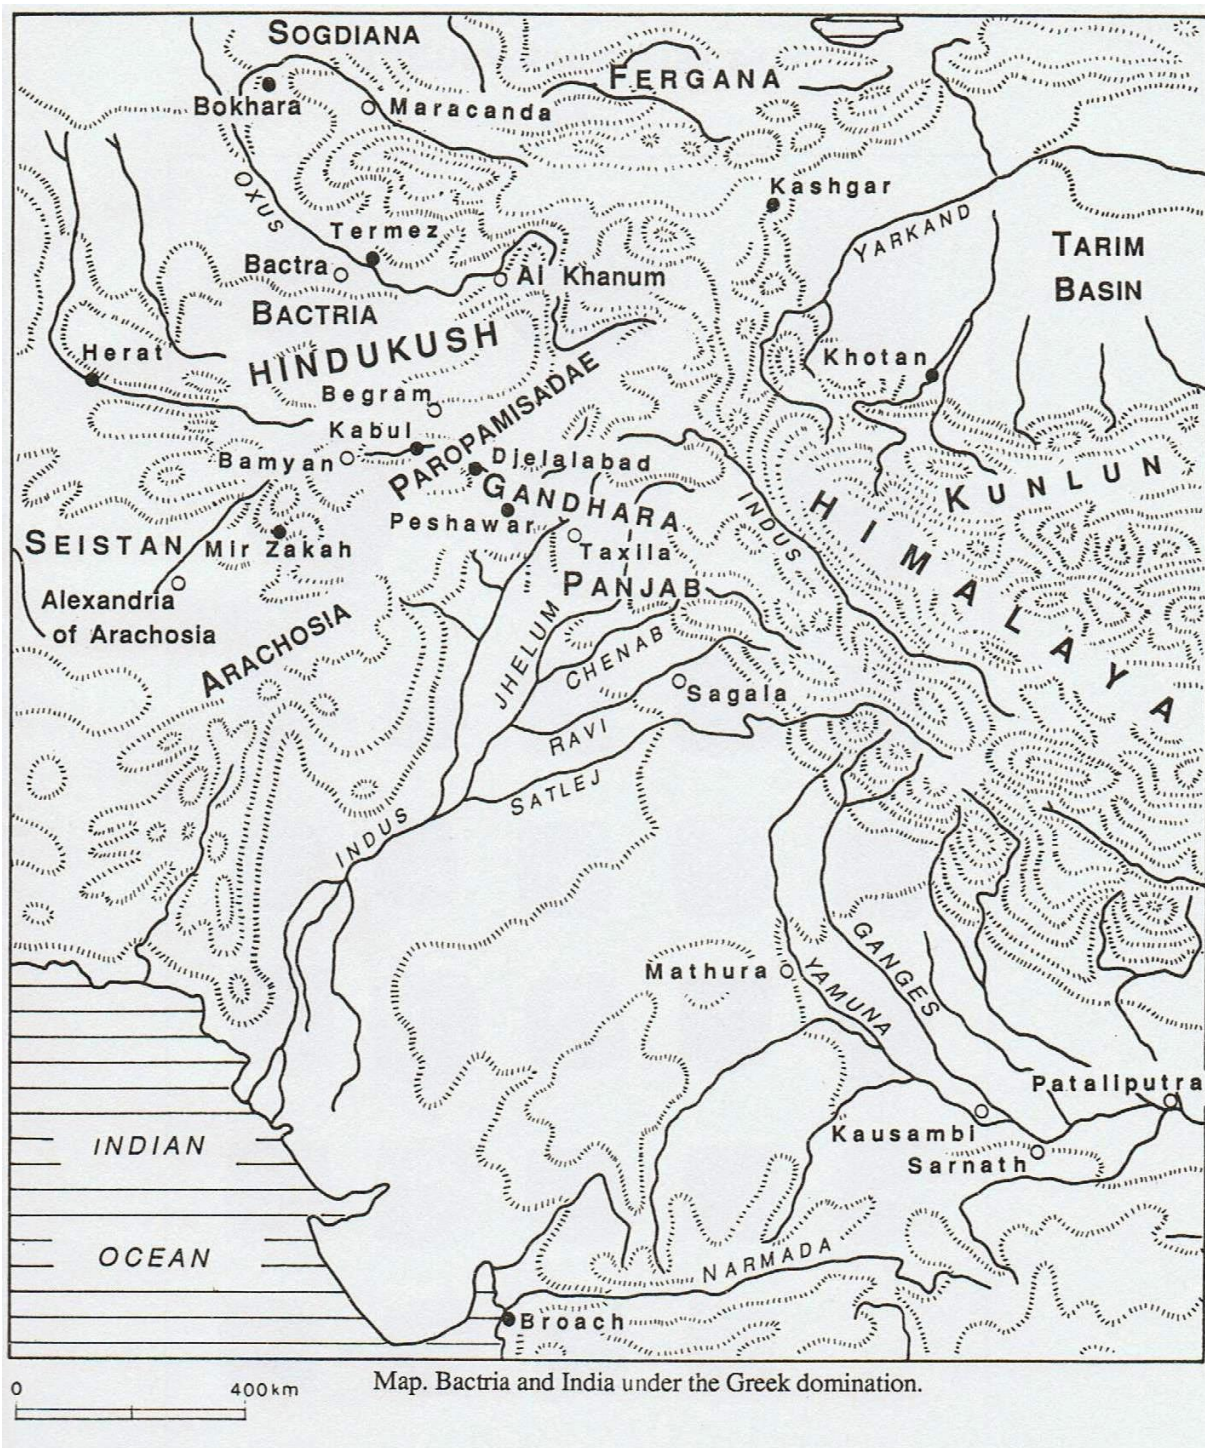 SOGDIANA
FERGANA
Bokhara
Maracanda
OXUS
Kashgar
Termez
YARKAND
TARIM
BASIN
Bactra
Al Khanum
BACTRIA
HINDUKUSH
Herat
Khotan
Begram
PAROPAMISADAE
Kabul
Bamyan
Djelalabad
KUNLUN
GANDHARA
INDUS
HIMALAYA
Peshawar
SEISTAN
Mir Zakah
Taxila
PANJAB
Alexandria
of Arachosia
ARACHOSIA
JHELUM
CHENAB
Sagala
RAVI
SATLEJ
INDUS
Mathura
GANGES
YAMUNA
Pataliputra
Kausambi
Sarnath
INDIAN
OCEAN
NARMADA
Broach
0 400km
Map. Bactria and India under the Greek domination.